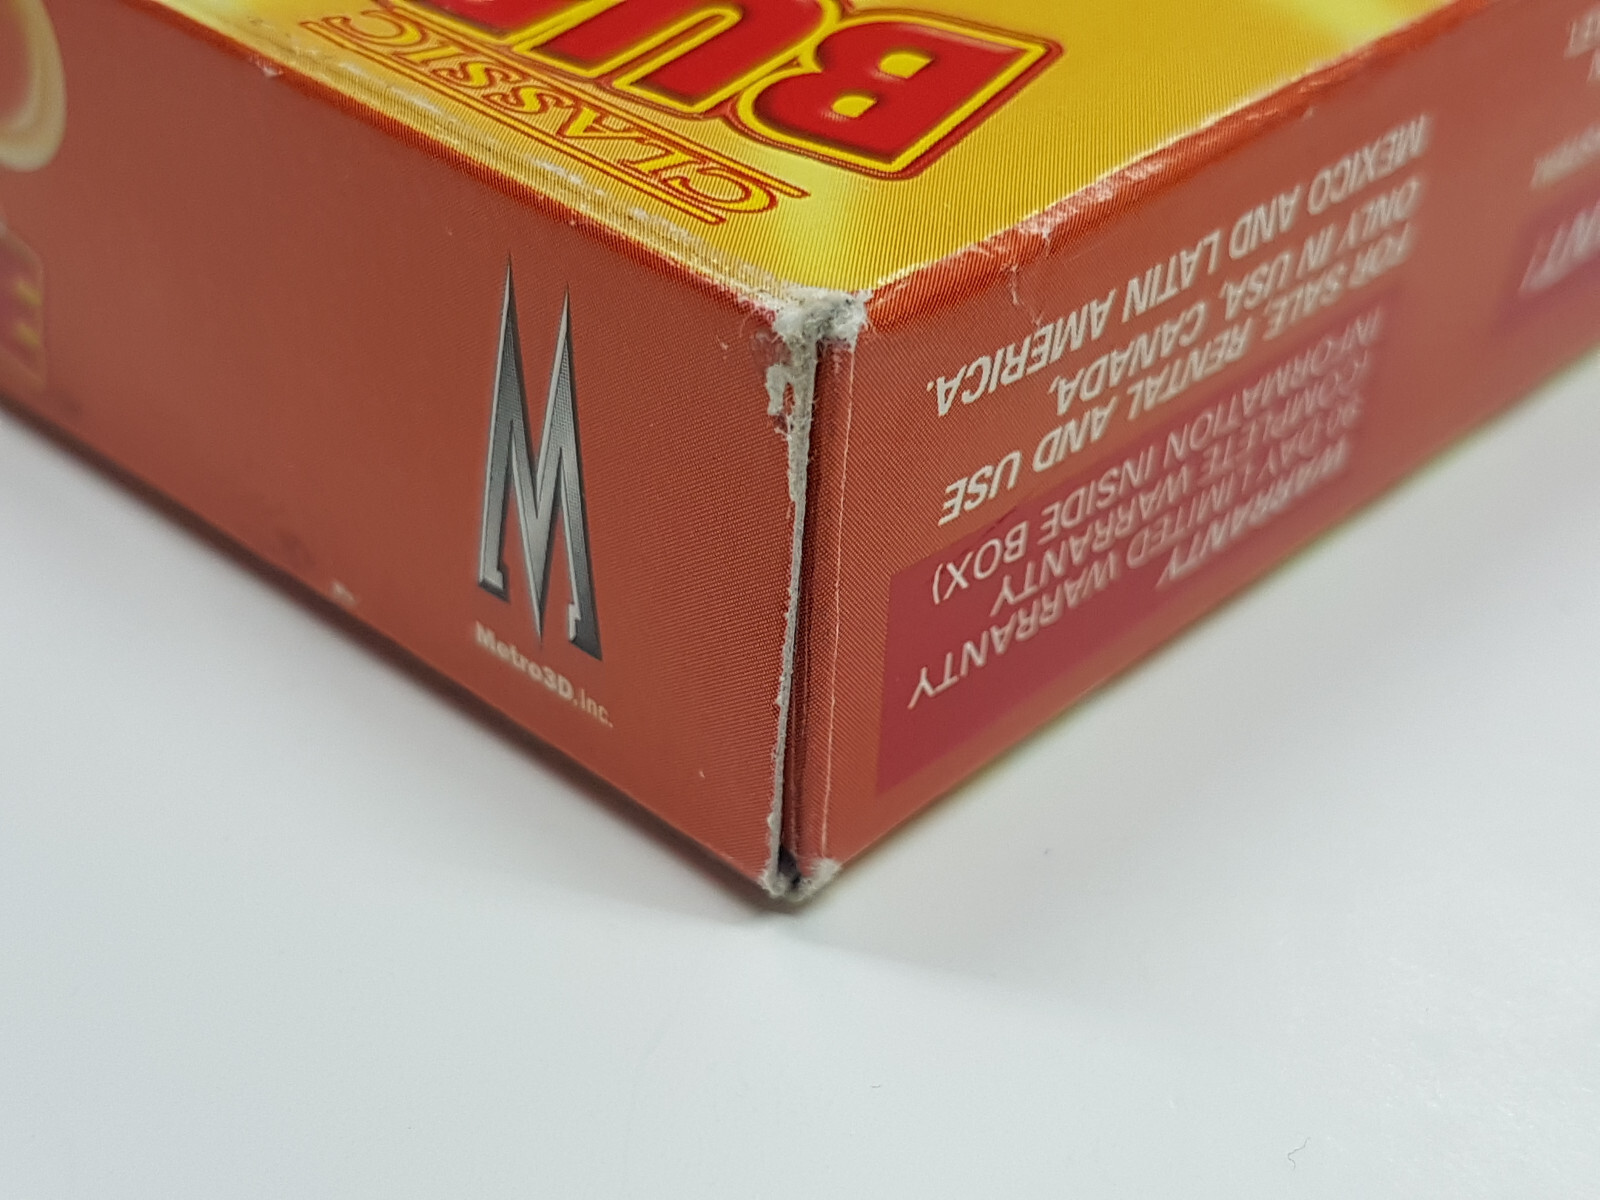 CLASSIC
BU
Metro3D, Inc.
FOR SALE, RENTAL AND USE
ONLY IN USA, CANADA,
MEXICO AND LATIN AMERICA.
WARRANTY
90 DAY LIMITED WARRANTY
(COMPLETE WARRANTY
INFORMATION INSIDE BOX)